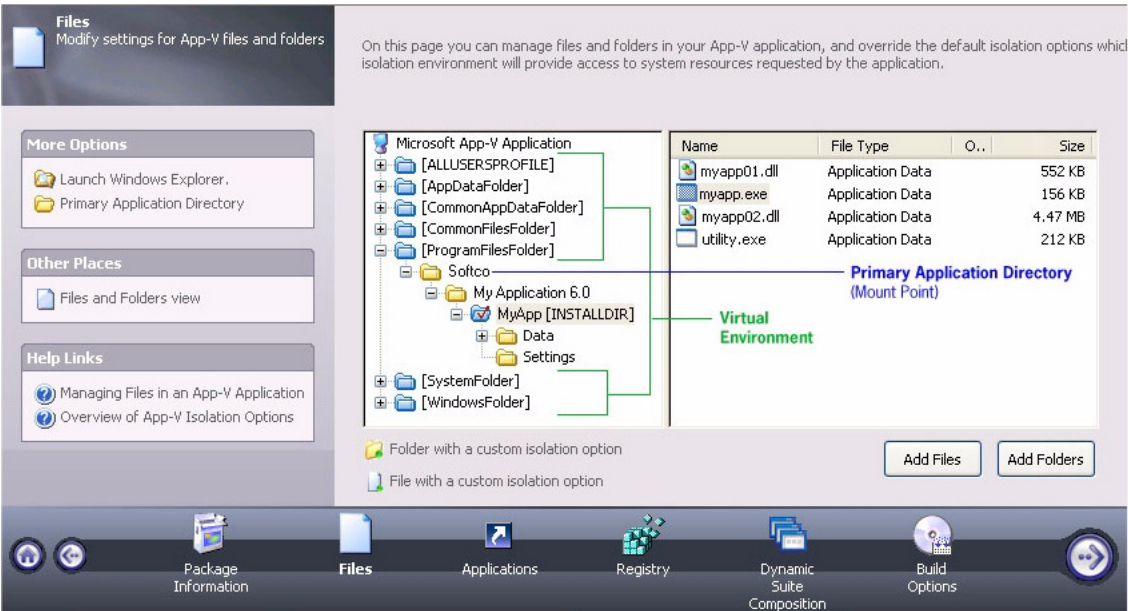 Files
Modify settings for App-V files and folders
On this page you can manage files and folders in your App-V application, and override the default isolation options whic
isolation environment will provide access to system resources requested by the application.
More Options
Launch Windows Explorer.
Primary Application Directory
Other Places
Files and Folders view
Help Links
Managing Files in an App-V Application
Overview of App-V Isolation Options
Microsoft App-V Application
[ALLUSERSPROFILE]
[AppDataFolder]
[CommonAppDataFolder]
[CommonFilesFolder]
[ProgramFilesFolder]
Softco
My Application 6.0
MyApp [INSTALLDIR]
Data
Settings
[SystemFolder]
[WindowsFolder]
Name File Type O.. Size
myapp01.dll Application Data 552 KB
myapp.exe Application Data 156 KB
myapp02.dll Application Data 4.47 MB
utility.exe Application Data 212 KB
Primary Application Directory
(Mount Point)
Virtual
Environment
Folder with a custom isolation option
File with a custom isolation option
Add Files
Add Folders
Package
Information
Files
Applications
Registry
Dynamic
Suite
Composition
Build
Options